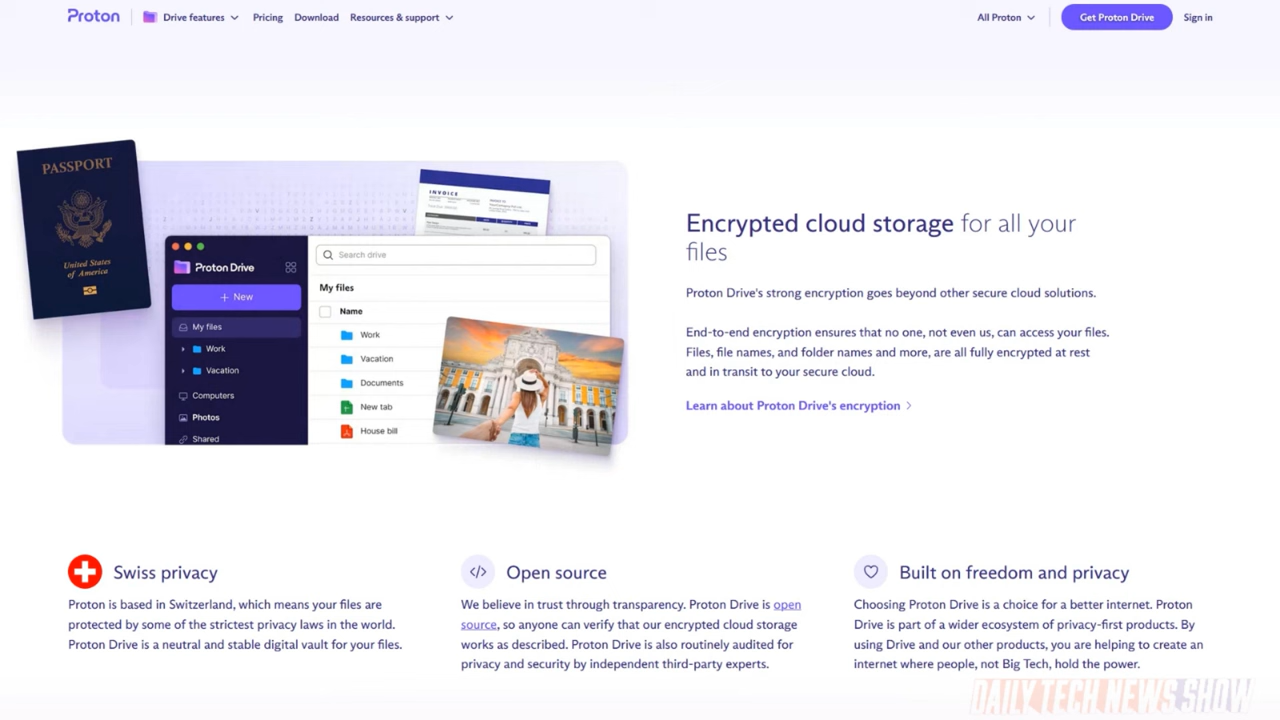 Proton
Drive features
Pricing
Download
Resources & support
All Proton
Get Proton Drive
Sign in
PASSPORT
United States
of America
INVOICE
Proton Drive
+ New
My files
Work
Vacation
Computers
Photos
Shared
Search drive
My files
Name
Work
Vacation
Documents
New tab
House bill
Encrypted cloud storage for all your
files
Proton Drive's strong encryption goes beyond other secure cloud solutions.
End-to-end encryption ensures that no one, not even us, can access your files.
Files, file names, and folder names and more, are all fully encrypted at rest
and in transit to your secure cloud.
Learn about Proton Drive's encryption
Swiss privacy
Proton is based in Switzerland, which means your files are
protected by some of the strictest privacy laws in the world.
Proton Drive is a neutral and stable digital vault for your files.
Open source
We believe in trust through transparency. Proton Drive is open
source, so anyone can verify that our encrypted cloud storage
works as described. Proton Drive is also routinely audited for
privacy and security by independent third-party experts.
Built on freedom and privacy
Choosing Proton Drive is a choice for a better internet. Proton
Drive is part of a wider ecosystem of privacy-first products. By
using Drive and our other products, you are helping to create an
internet where people, not Big Tech, hold the power.
DAILY TECH NEWS SHOW